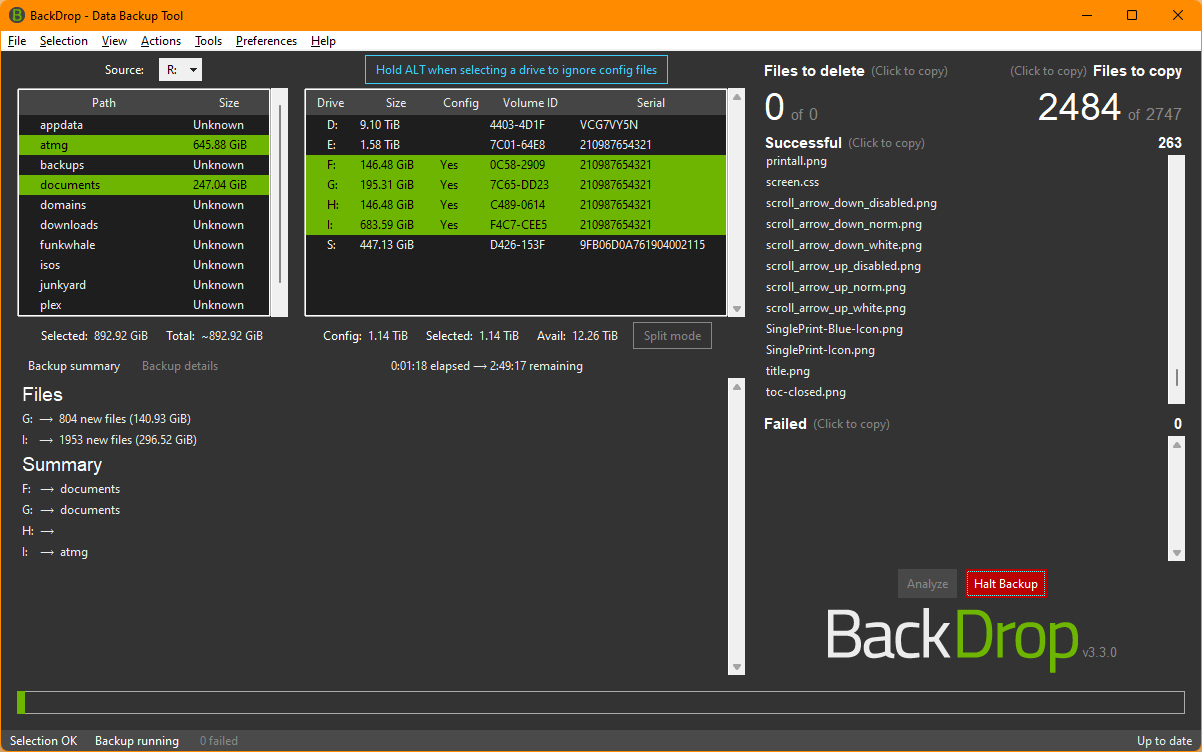 BackDrop - Data Backup Tool
File Selection View Actions Tools Preferences Help
Source: R:
Hold ALT when selecting a drive to ignore config files
Path Size
appdata Unknown
atmg 645.88 GiB
backups Unknown
documents 247.04 GiB
domains Unknown
downloads Unknown
funkwhale Unknown
isos Unknown
junkyard Unknown
plex Unknown
Selected: 892.92 GiB Total: ~892.92 GiB
Drive Size Config Volume ID Serial
D: 9.10 TiB 4403-4D1F VCG7VY5N
E: 1.58 TiB 7C01-64E8 210987654321
F: 146.48 GiB Yes 0C58-2909 210987654321
G: 195.31 GiB Yes 7C65-DD23 210987654321
H: 146.48 GiB Yes C489-0614 210987654321
I: 683.59 GiB Yes F4C7-CEE5 210987654321
S: 447.13 GiB D426-153F 9FB06D0A761904002115
Config: 1.14 TiB Selected: 1.14 TiB Avail: 12.26 TiB Split mode
Backup summary Backup details
0:01:18 elapsed → 2:49:17 remaining
Files
G: → 804 new files (140.93 GiB)
I: → 1953 new files (296.52 GiB)
Summary
F: → documents
G: → documents
H: →
I: → atmg
Files to delete (Click to copy)
0 of 0
(Click to copy) Files to copy
2484 of 2747
Successful (Click to copy) 263
printall.png
screen.css
scroll_arrow_down_disabled.png
scroll_arrow_down_norm.png
scroll_arrow_down_white.png
scroll_arrow_up_disabled.png
scroll_arrow_up_norm.png
scroll_arrow_up_white.png
SinglePrint-Blue-Icon.png
SinglePrint-Icon.png
title.png
toc-closed.png
Failed (Click to copy) 0
Analyze Halt Backup
BackDrop v3.3.0
Selection OK Backup running 0 failed Up to date